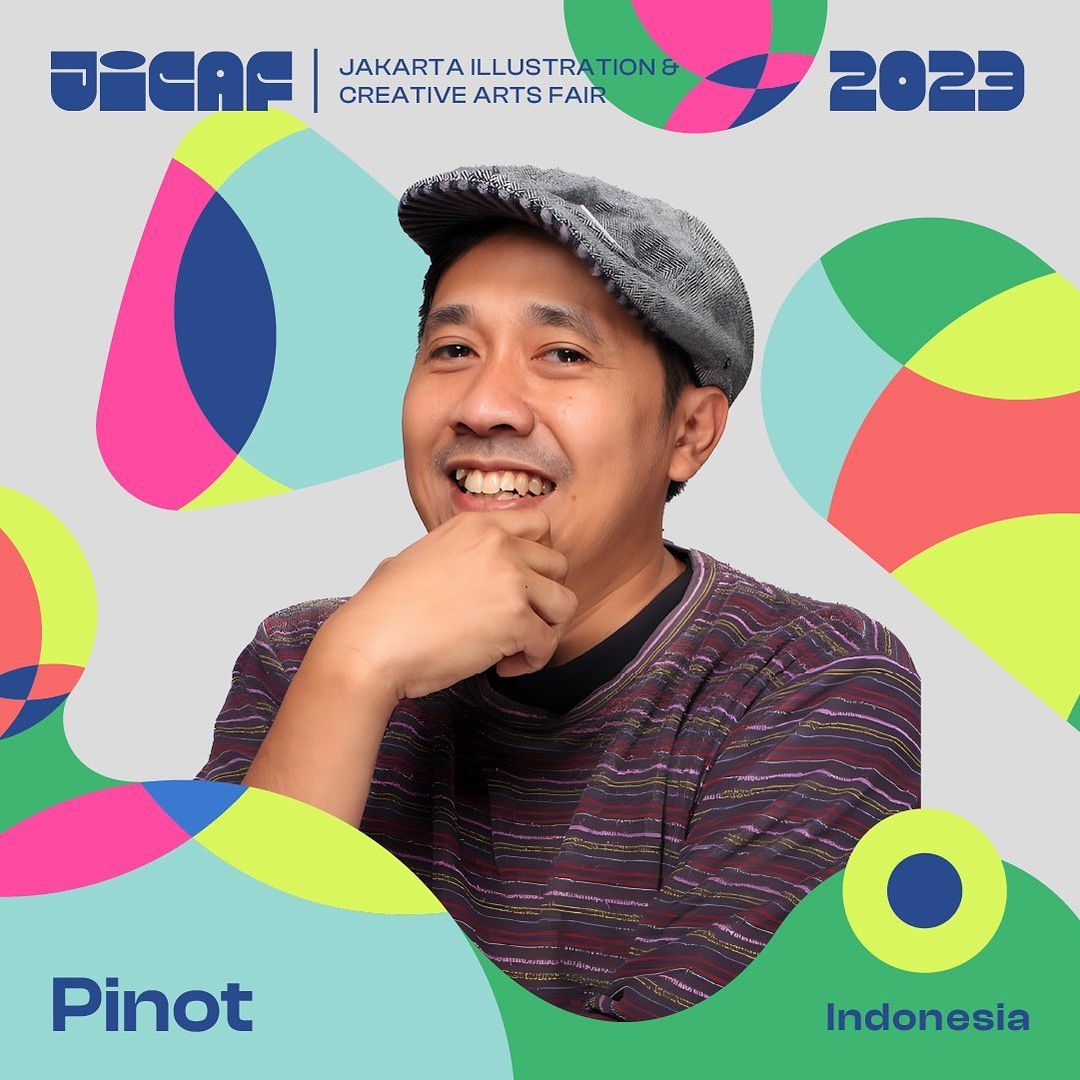 JiCAF
JAKARTA ILLUSTRATION &
CREATIVE ARTS FAIR
2023
Pinot
Indonesia